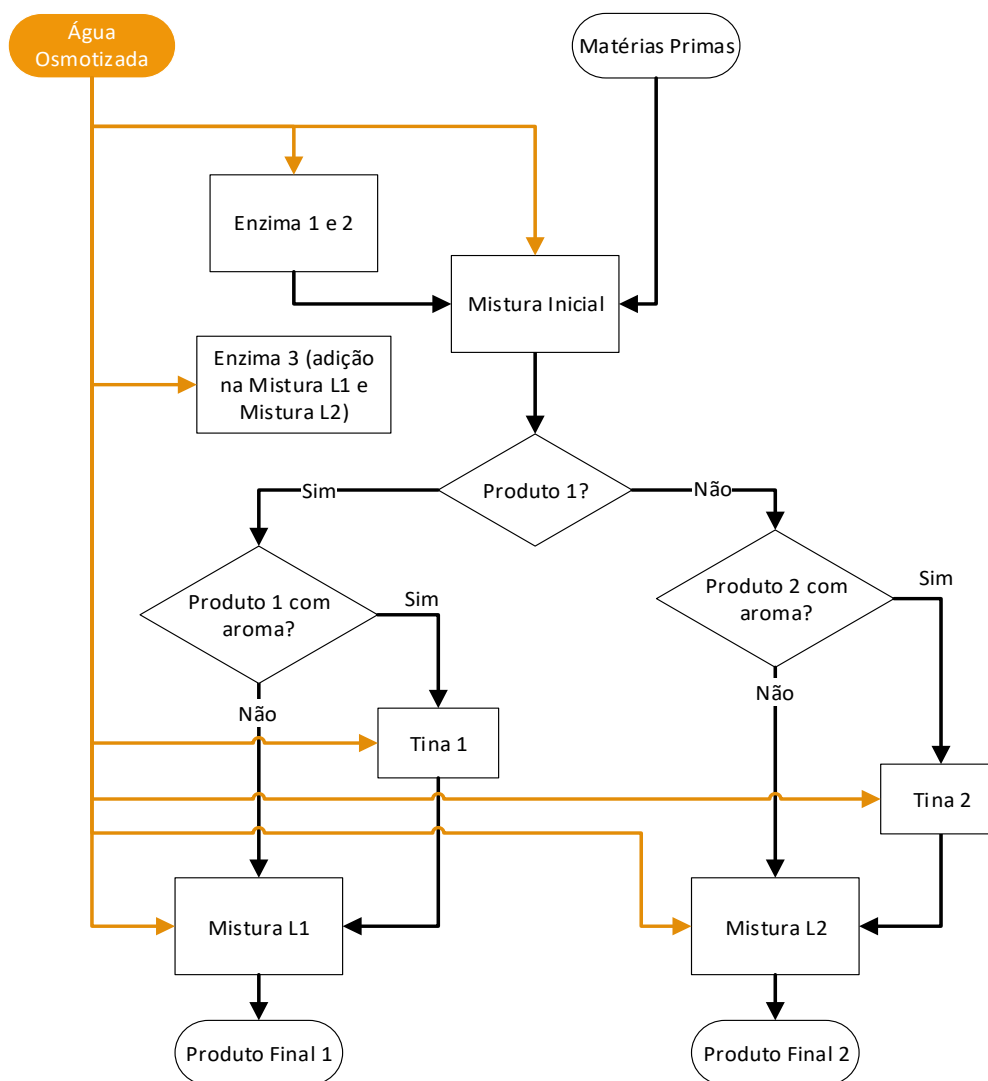 Água
Osmotizada
Matérias Primas
Enzima 1 e 2
Mistura Inicial
Enzima 3 (adição
na Mistura L1 e
Mistura L2)
Sim
Produto 1?
Não
Produto 1 com
aroma?
Sim
Produto 2 com
aroma?
Sim
Não
Não
Tina 1
Tina 2
Mistura L1
Mistura L2
Produto Final 1
Produto Final 2